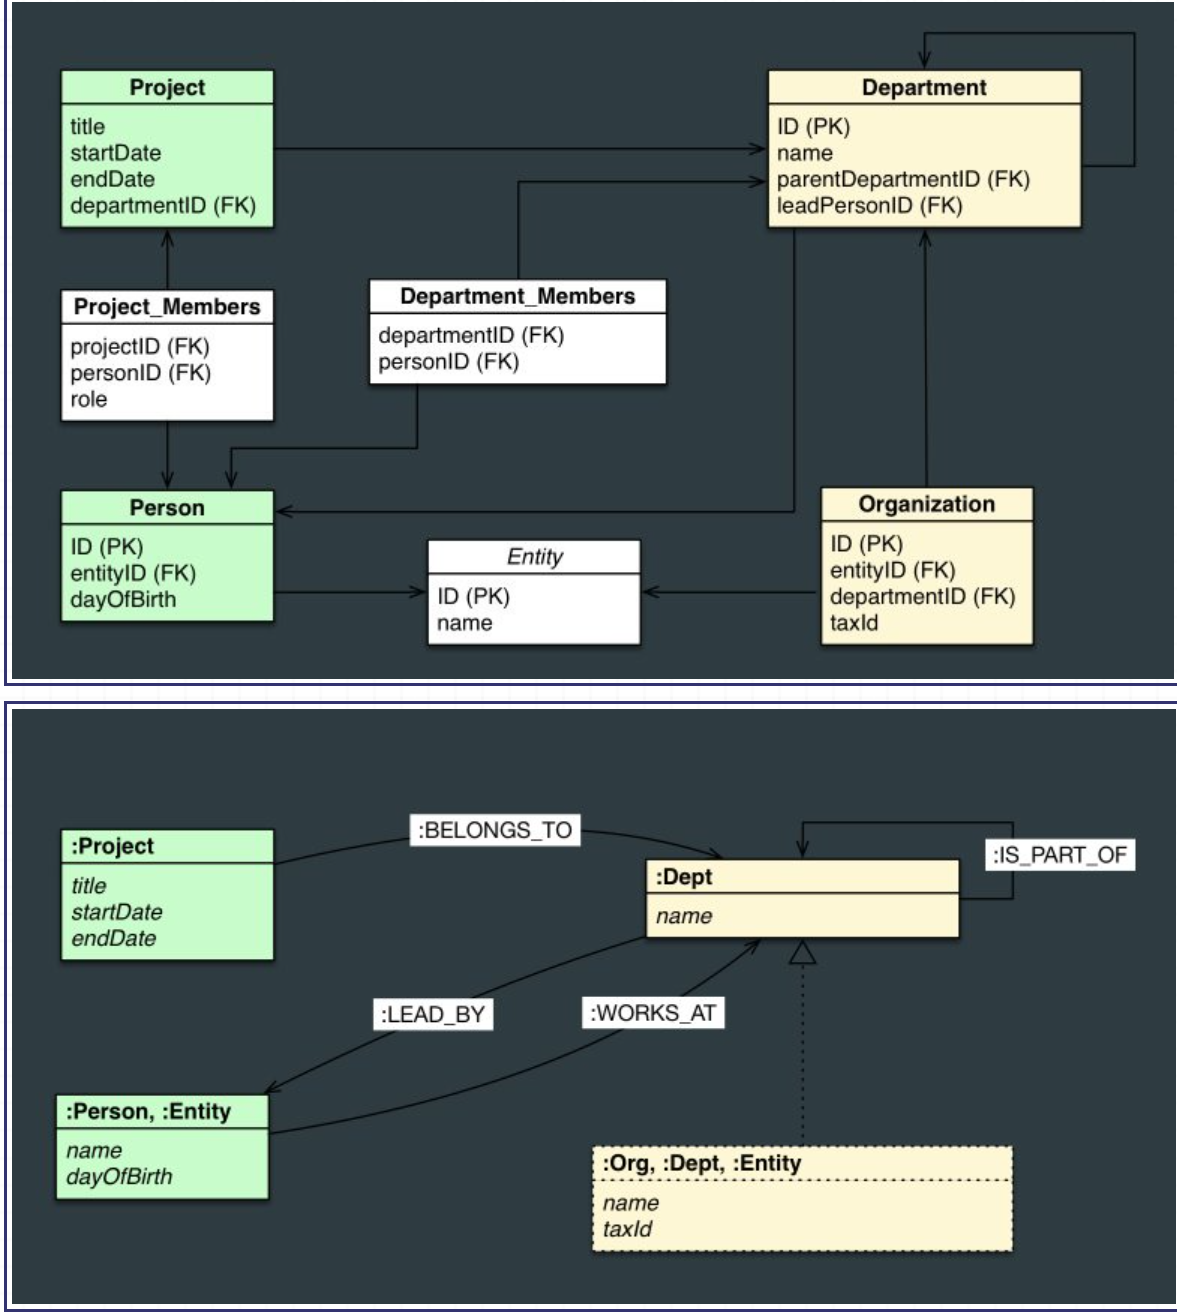 Project
title
startDate
endDate
departmentID (FK)
Department
ID (PK)
name
parentDepartmentID (FK)
leadPersonID (FK)
Project_Members
projectID (FK)
personID (FK)
role
Department_Members
departmentID (FK)
personID (FK)
Person
ID (PK)
entityID (FK)
dayOfBirth
Entity
ID (PK)
name
Organization
ID (PK)
entityID (FK)
departmentID (FK)
taxId
:Project
title
startDate
endDate
:BELONGS_TO
:Dept
name
:IS_PART_OF
:LEAD_BY
:WORKS_AT
:Person, :Entity
name
dayOfBirth
:Org, :Dept, :Entity
name
taxId